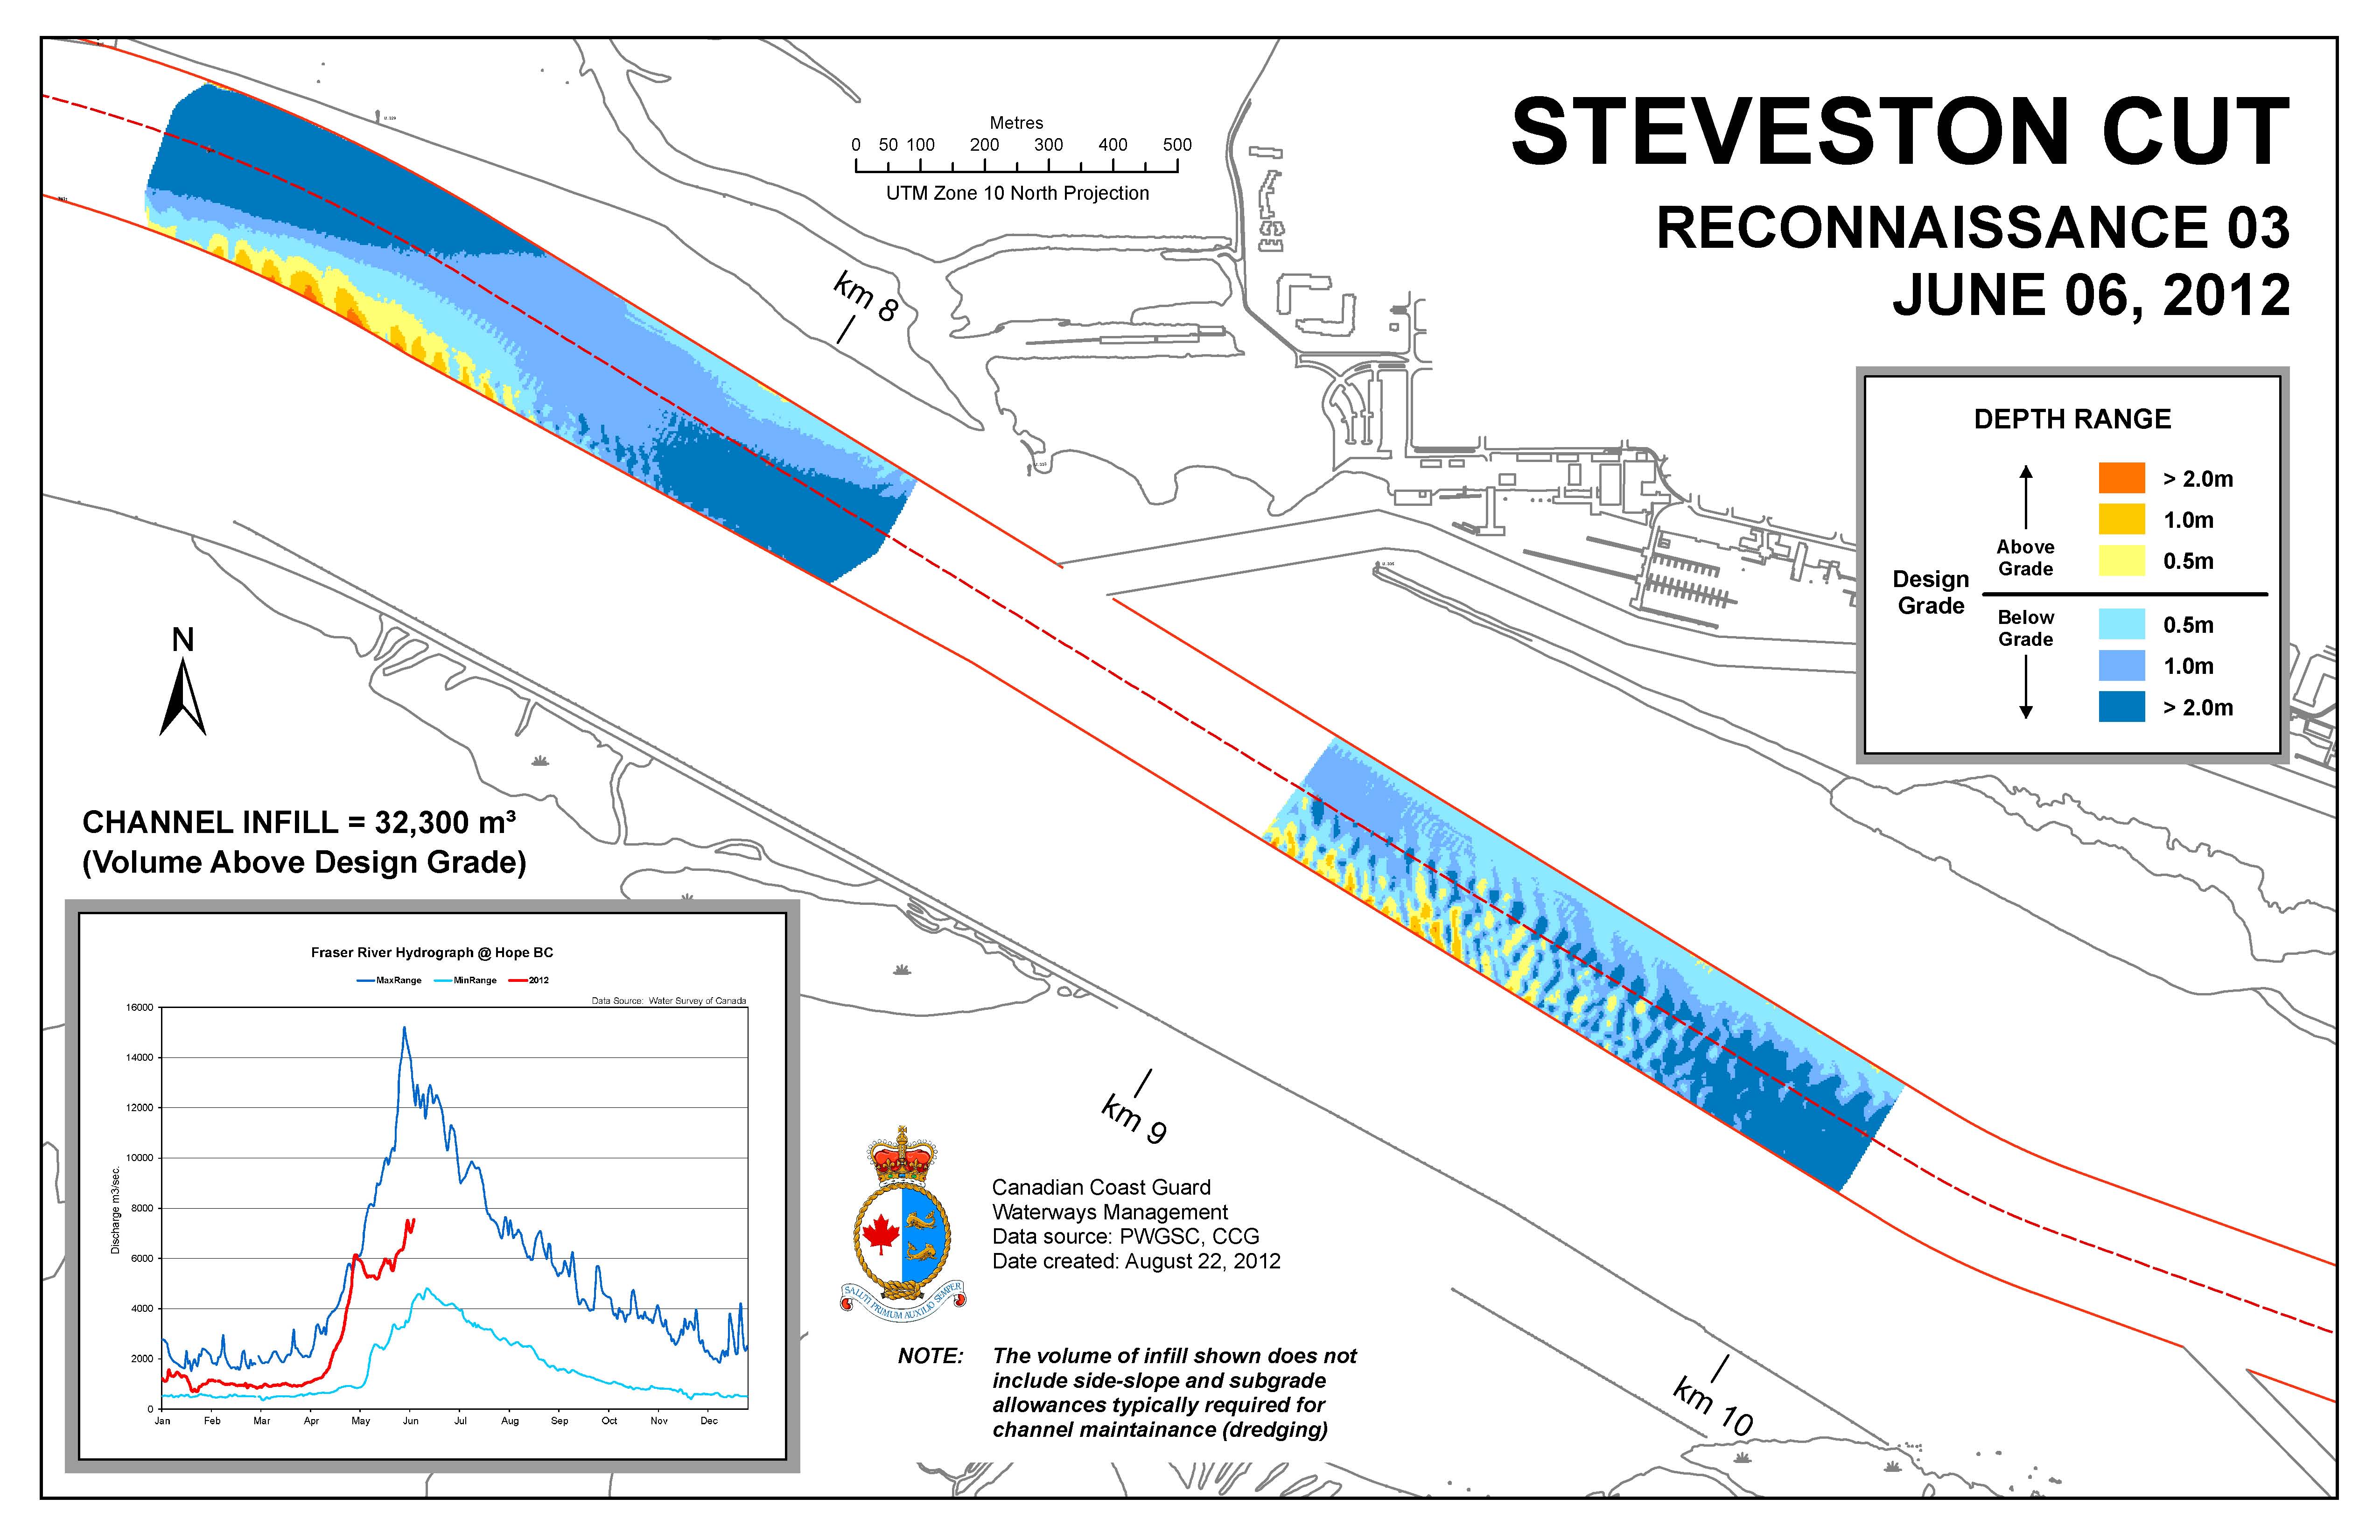 STEVESTON CUT
RECONNAISSANCE 03
JUNE 06, 2012
Metres
0 50 100 200 300 400 500
UTM Zone 10 North Projection
km 8
DEPTH RANGE
> 2.0m
1.0m
0.5m
Above
Grade
Design
Grade
Below
Grade
0.5m
1.0m
> 2.0m
N
CHANNEL INFILL = 32,300 m³
(Volume Above Design Grade)
Fraser River Hydrograph @ Hope BC
MaxRange MinRange 2012
Data Source: Water Survey of Canada
Discharge m3/sec.
16000
14000
12000
10000
8000
6000
4000
2000
0
Jan Feb Mar Apr May Jun Jul Aug Sep Oct Nov Dec
km 9
Canadian Coast Guard
Waterways Management
Data source: PWGSC, CCG
Date created: August 22, 2012
SALUTI PRIMUM AUXILIO SEMPER
NOTE: The volume of infill shown does not
include side-slope and subgrade
allowances typically required for
channel maintainance (dredging)
km 10